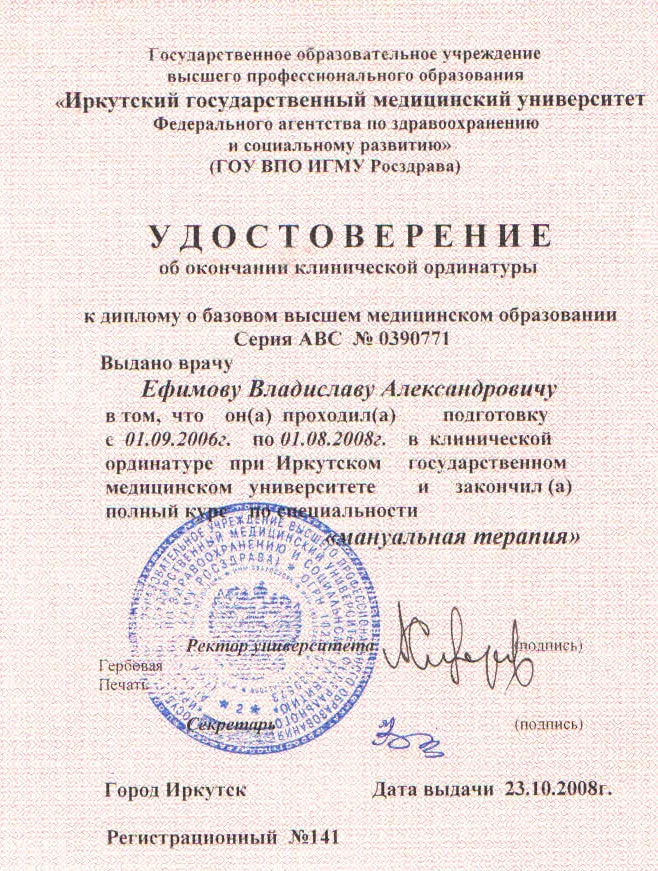 Государственное образовательное учреждение
высшего профессионального образования
«Иркутский государственный медицинский университет
Федерального агентства по здравоохранению
и социальному развитию»
(ГОУ ВПО ИГМУ Росздрава)
УДОСТОВЕРЕНИЕ
об окончании клинической ординатуры
к диплому о базовом высшем медицинском образовании
Серия АВС № 0390771
Выдано врачу
Ефимову Владиславу Александровичу
в том, что он(а) проходил(а) подготовку
с 01.09.2006г. по 01.08.2008г. в клинической
ординатуре при Иркутском государственном
медицинском университете и закончил (а)
полный курс по специальности
«мануальная терапия»
Ректор университета (подпись)
Гербовая
Печать
Секретарь (подпись)
Город Иркутск Дата выдачи 23.10.2008г.
Регистрационный №141